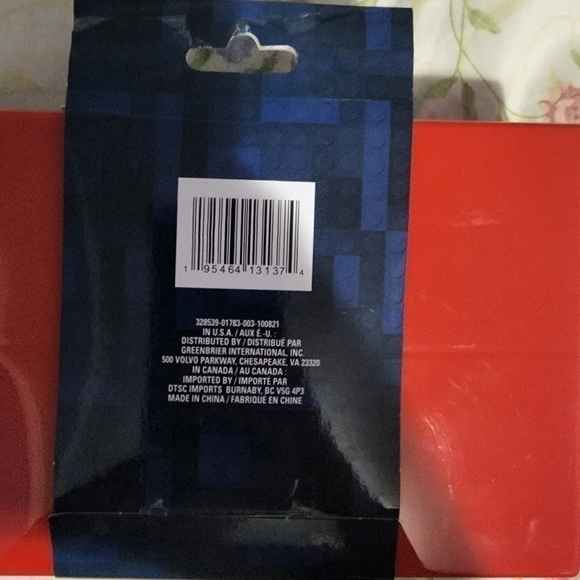 1 95464 13137 4
328539-01783-003-100821
IN U.S.A. / AUX É.-U. :
DISTRIBUTED BY / DISTRIBUÉ PAR
GREENBRIER INTERNATIONAL, INC.
500 VOLVO PARKWAY, CHESAPEAKE, VA 23320
IN CANADA / AU CANADA :
IMPORTED BY / IMPORTÉ PAR
DTSC IMPORTS BURNABY, BC V5G 4P3
MADE IN CHINA / FABRIQUÉ EN CHINE